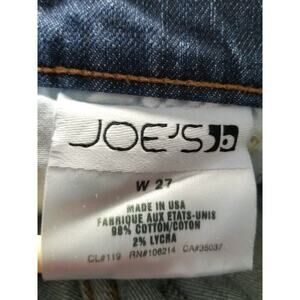 JOE'S
W 27
MADE IN USA
FABRIQUE AUX ETATS-UNIS
98% COTTON/COTON
2% LYCRA
CL#119 RN#106214 CA#35037